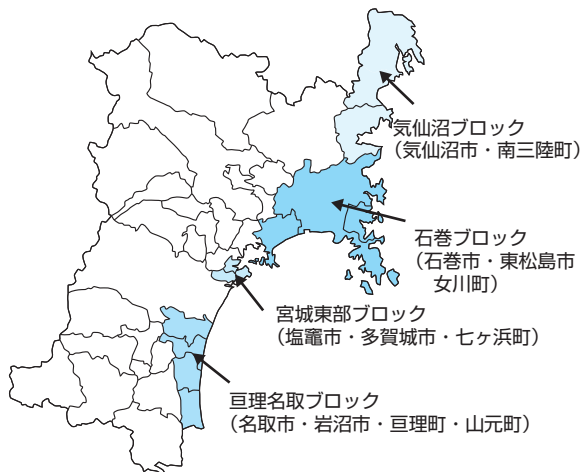 気仙沼ブロック
（気仙沼市・南三陸町）
石巻ブロック
（石巻市・東松島市
女川町）
宮城東部ブロック
（塩竈市・多賀城市・七ヶ浜町）
亘理名取ブロック
（名取市・岩沼市・亘理町・山元町）